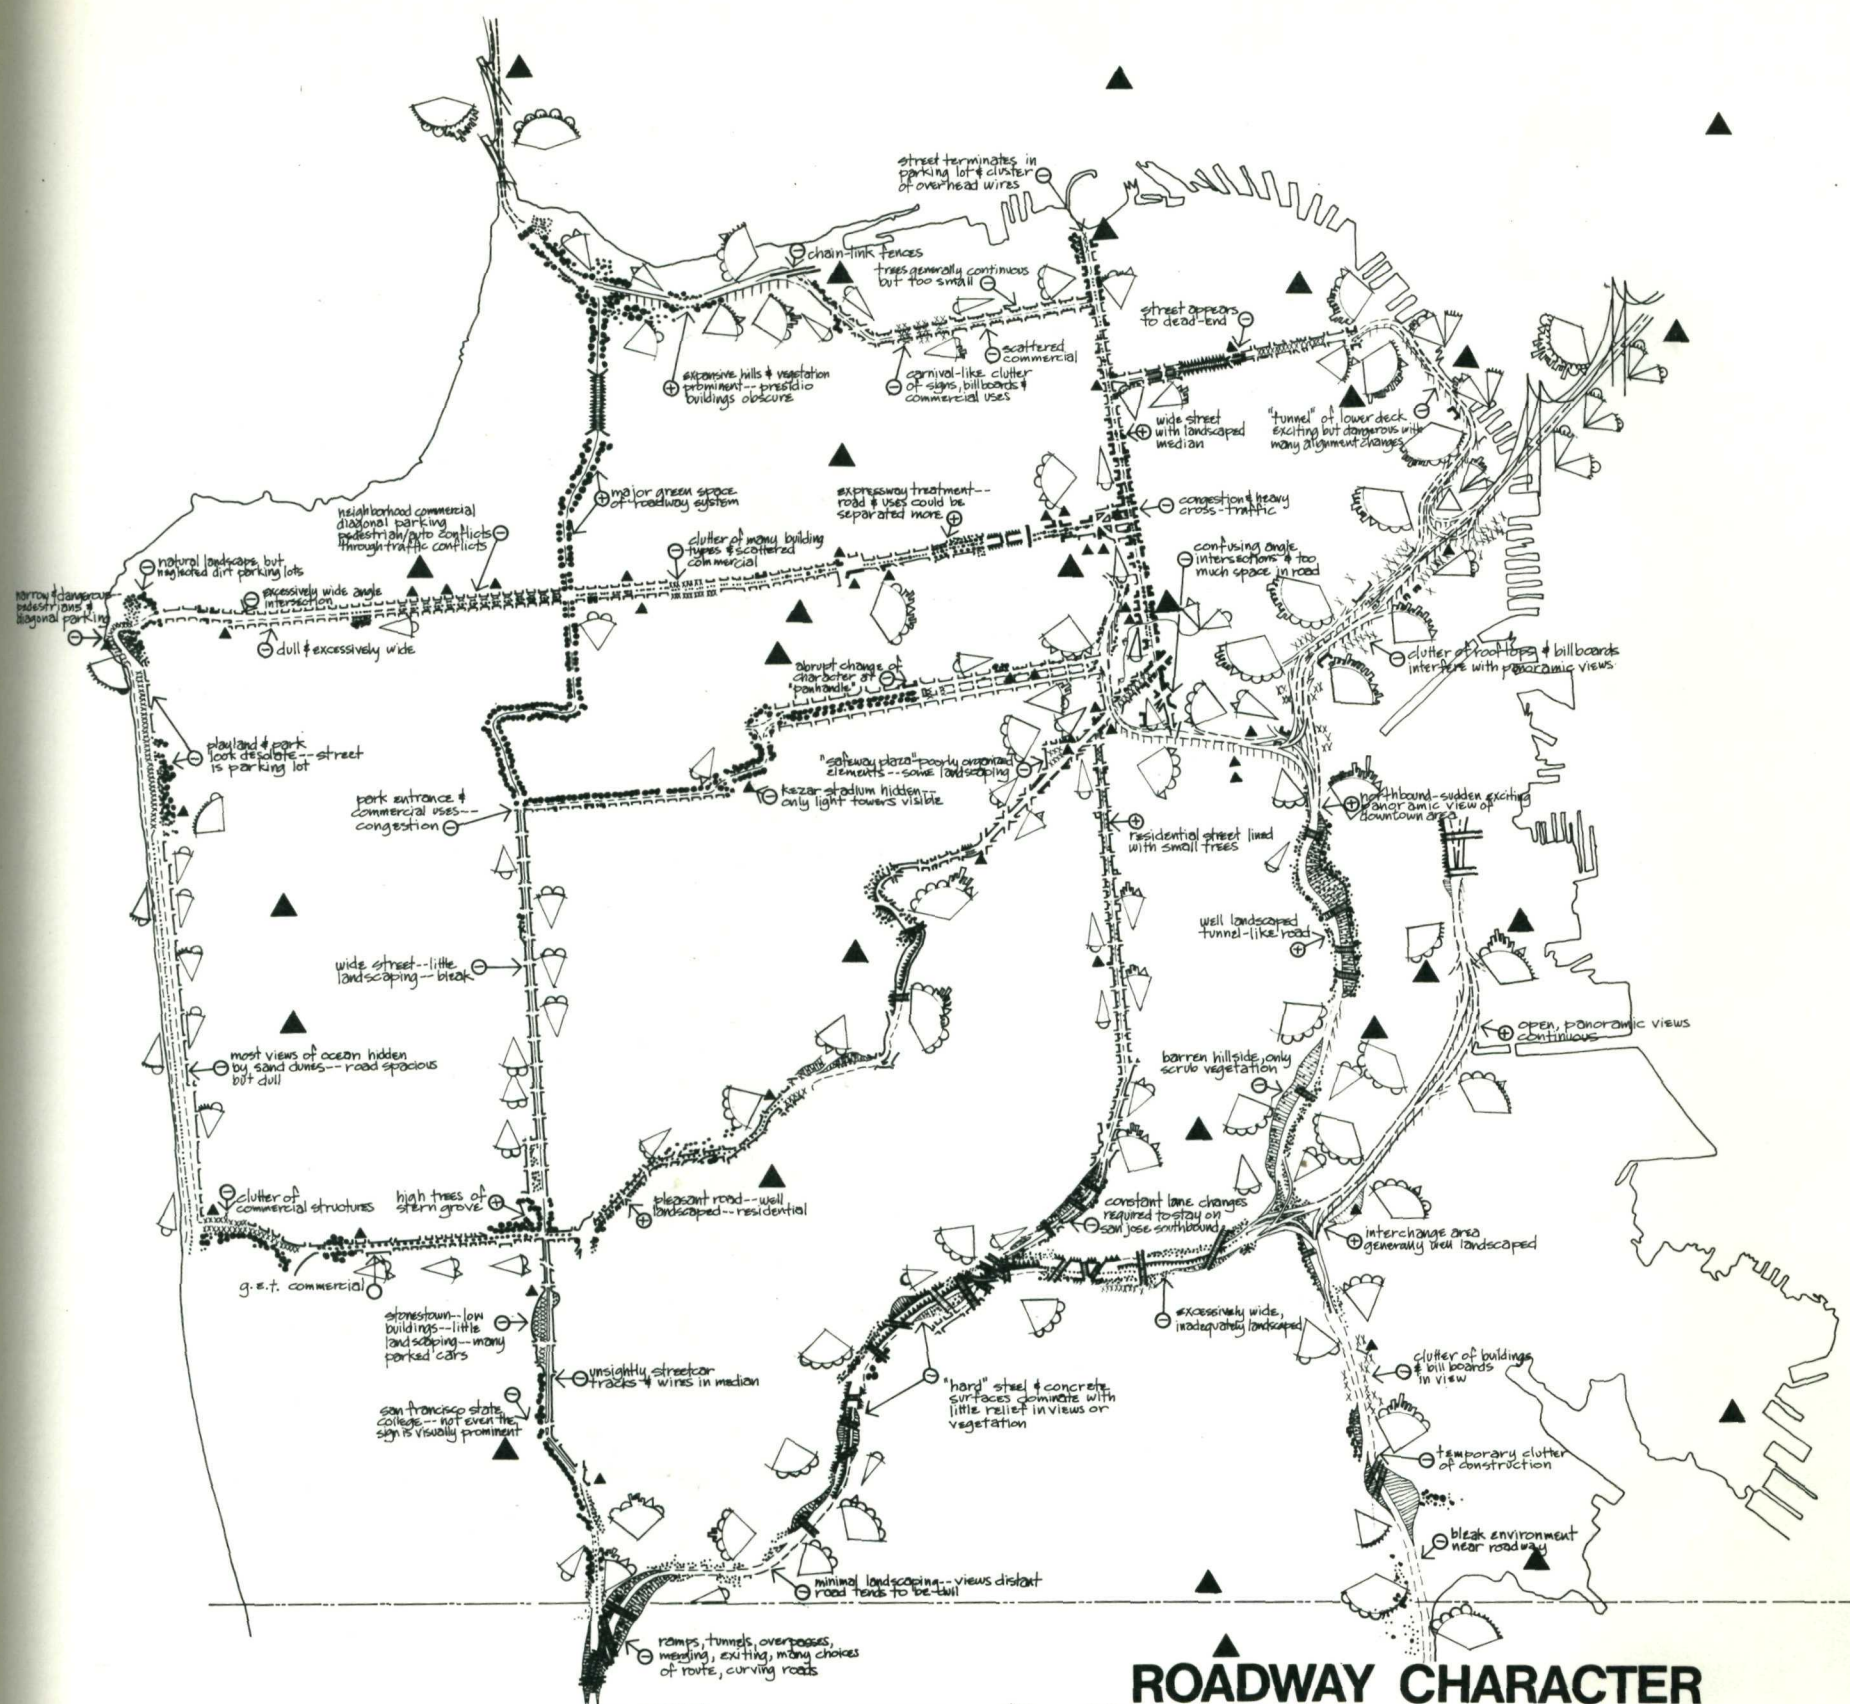 street terminates in
parking lot & cluster
of overhead wires
chain-link fences
trees generally continuous
but too small
street appears
to dead-end
scattered
commercial
expansive hills & vegetation
prominent--presidio
buildings obscure
carnival-like clutter
of signs, billboards &
commercial uses
wide street
with landscaped
median
"tunnel" of lower deck
exciting but dangerous with
many alignment changes
major green space
of roadway system
expressway treatment--
road & uses could be
separated more
congestion & heavy
cross-traffic
neighborhood commercial
diagonal parking
pedestrian/auto conflicts
through traffic conflicts
clutter of many building
types & scattered
commercial
confusing angle
intersections & too
much space in road
natural landscape, but
neglected dirt parking lots
narrow & dangerous--
pedestrians &
diagonal parking
excessively wide angle
intersection
dull & excessively wide
clutter of rooftops & billboards
interfere with panoramic views
abrupt change of
character at
"panhandle"
playland & park
look desolate--street
is parking lot
"safeway plaza"-poorly organized
elements--some landscaping
kezar stadium hidden--
only light towers visible
park entrance &
commercial uses--
congestion
northbound-sudden exciting
panoramic view of
downtown area
residential street lined
with small trees
well landscaped
tunnel-like road
wide street--little
landscaping--bleak
open, panoramic views
continuous
most views of ocean hidden
by sand dunes--road spacious
but dull
barren hillside, only
scrub vegetation
clutter of
commercial structures
high trees of
stern grove
pleasant road--well
landscaped--residential
constant lane changes
required to stay on
san jose southbound
interchange area
generally well landscaped
g.e.t. commercial
stonestown--low
buildings--little
landscaping--many
parked cars
excessively wide,
inadequately landscaped
unsightly streetcar
tracks & wires in median
clutter of buildings
& bill boards
in view
"hard" steel & concrete
surfaces dominate with
little relief in views or
vegetation
san francisco state
college--not even the
sign is visually prominent
temporary clutter
of construction
bleak environment
near roadway
minimal landscaping--views distant
road tends to be dull
ramps, tunnels, overpasses,
merging, exiting, many choices
of route, curving roads
ROADWAY CHARACTER